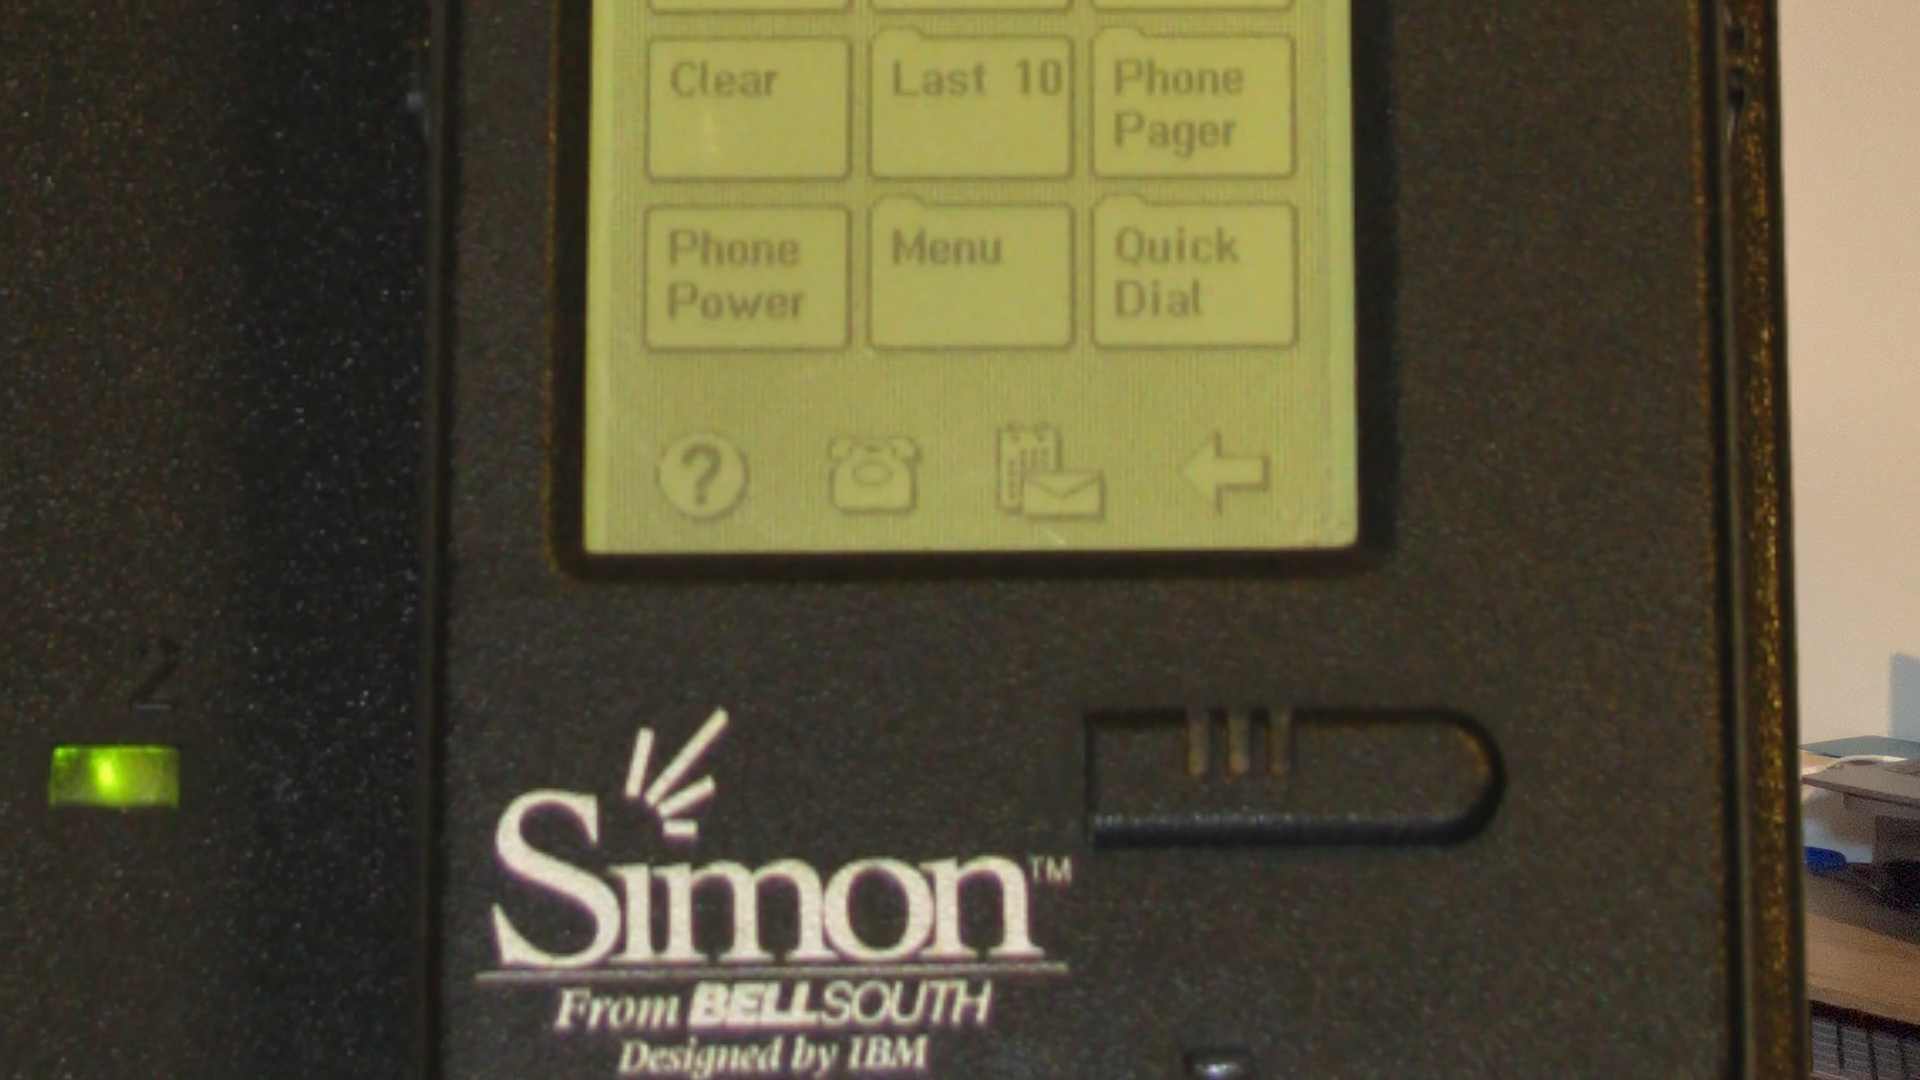 Clear
Last 10
Phone
Pager
Phone
Power
Menu
Quick
Dial
?
2
Simon™
From BELLSOUTH
Designed by IBM